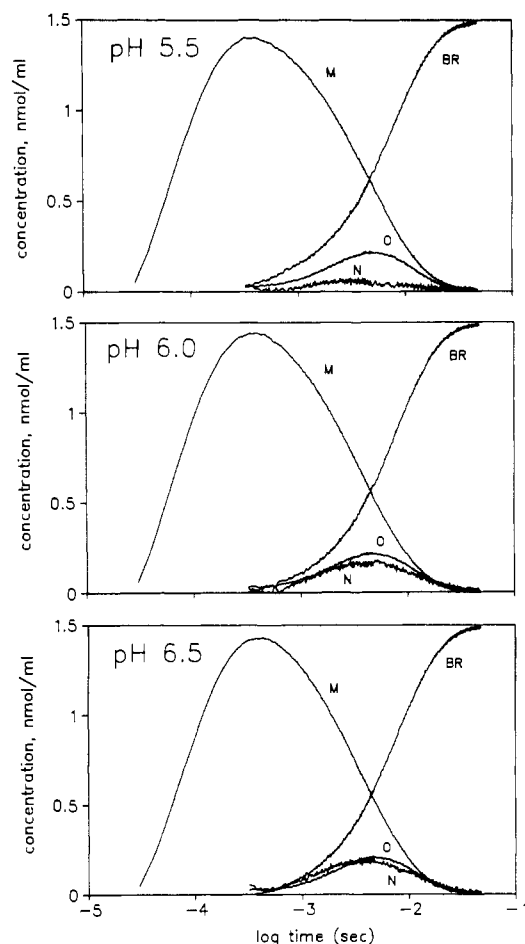 1.5
pH 5.5
M
BR
1
0.5
O
N
0
concentration, nmol/ml
1.5
pH 6.0
M
BR
1
0.5
O
N
0
concentration, nmol/ml
1.5
pH 6.5
M
BR
1
0.5
O
N
0
concentration, nmol/ml
−5 −4 −3 −2 −1
log time (sec)